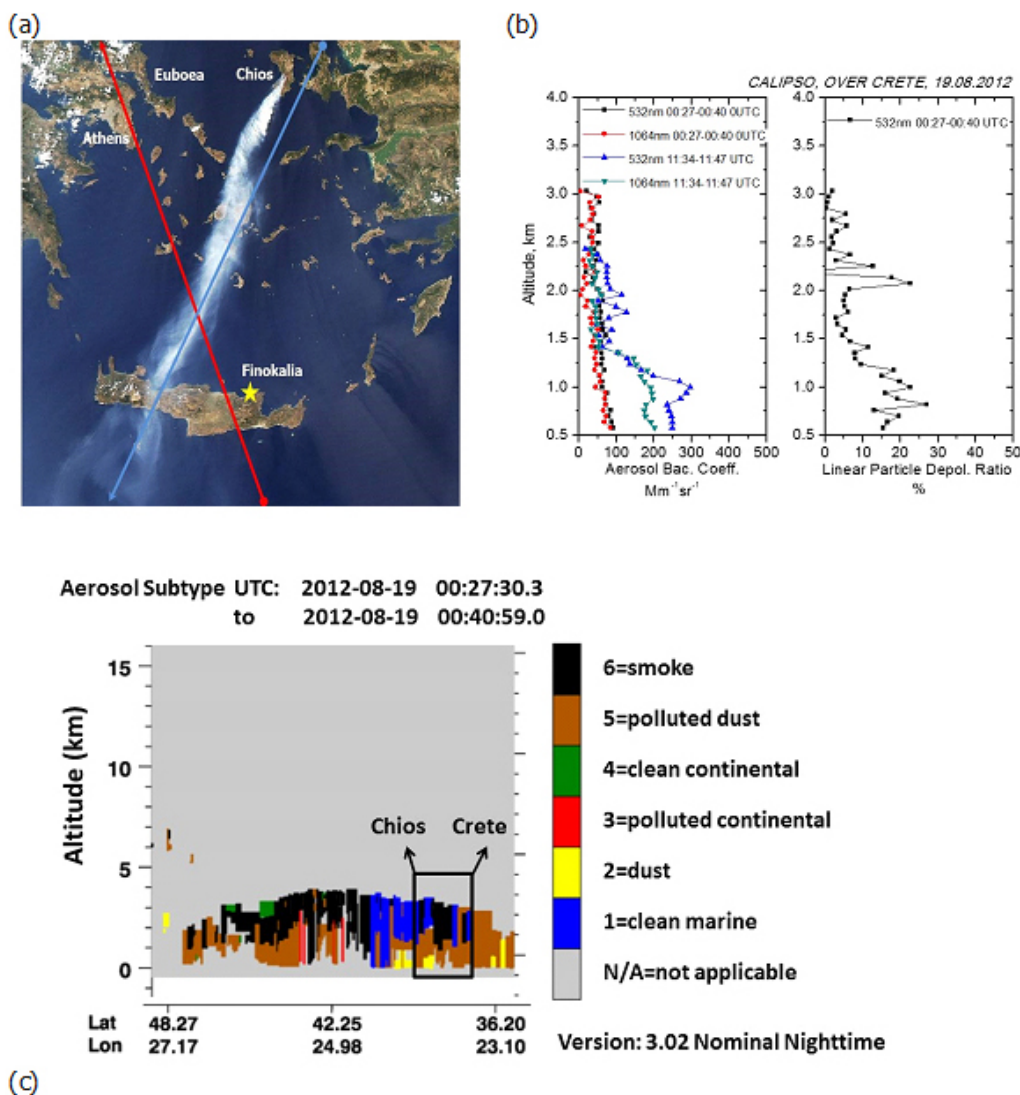 (a)
Euboea
Chios
Athens
Finokalia
(b)
CALIPSO, OVER CRETE, 19.08.2012
4.0
3.5
3.0
2.5
2.0
1.5
1.0
0.5
Altitude, km
532nm 00:27-00:40 0UTC
1064nm 00:27-00:40 0UTC
532nm 11:34-11:47 UTC
1064nm 11:34-11:47 UTC
0 100 200 300 400 500
Aerosol Bac. Coeff.
Mm⁻¹sr⁻¹
532nm 00:27-00:40 UTC
0 10 20 30 40 50
Linear Particle Depol. Ratio
%
Aerosol Subtype UTC: 2012-08-19 00:27:30.3
to 2012-08-19 00:40:59.0
Altitude (km)
15
10
5
0
Chios Crete
Lat 48.27 42.25 36.20
Lon 27.17 24.98 23.10
6=smoke
5=polluted dust
4=clean continental
3=polluted continental
2=dust
1=clean marine
N/A=not applicable
Version: 3.02 Nominal Nighttime
(c)